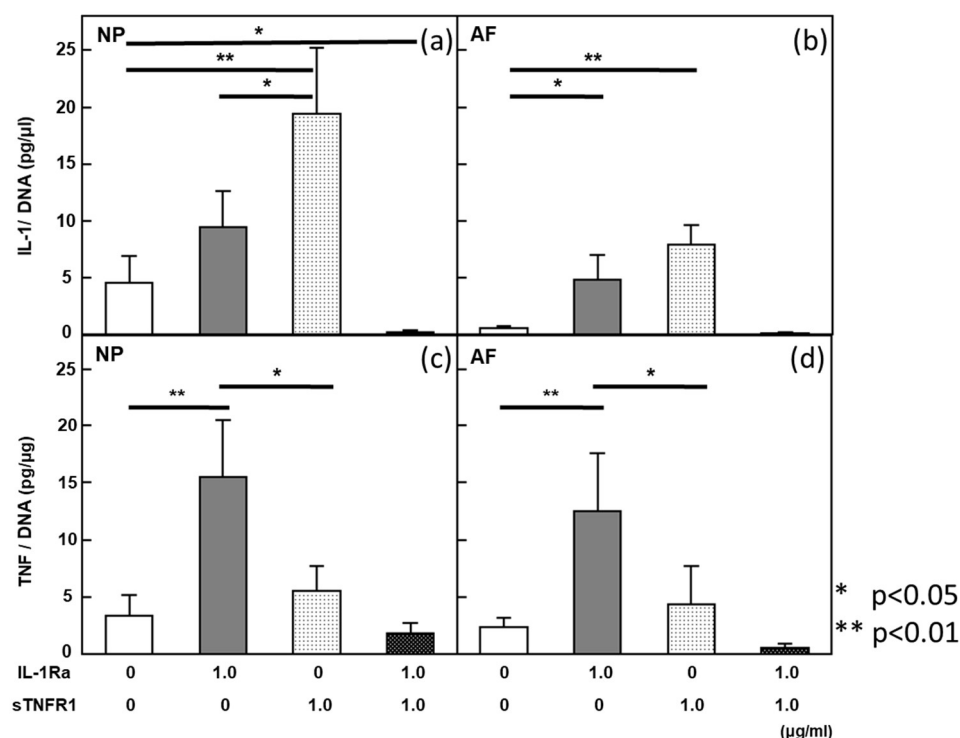 NP (a) AF (b)
* **
** *
*
25
20
15
10
5
0
IL-1/ DNA (pg/µl)
NP (c) AF (d)
* *
** **
25
20
15
10
5
0
TNF / DNA (pg/µg)
* p<0.05
** p<0.01
IL-1Ra 0 1.0 0 1.0 0 1.0 0 1.0
sTNFR1 0 0 1.0 1.0 0 0 1.0 1.0
(µg/ml)